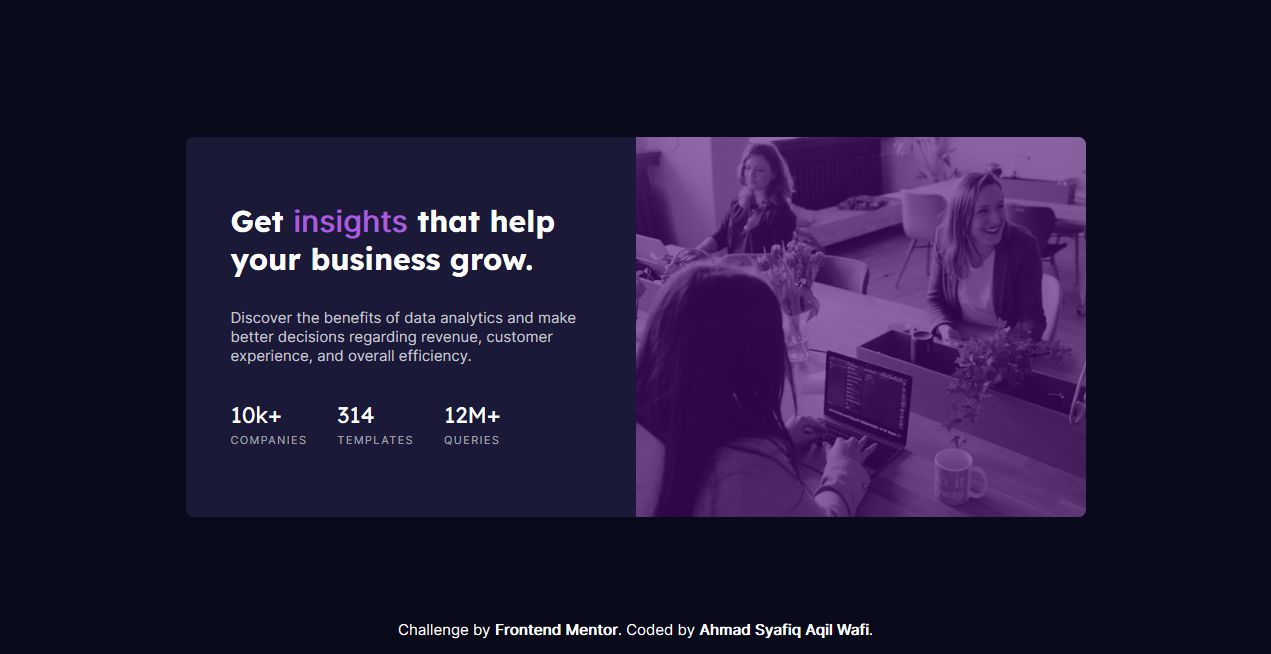 Get insights that help
your business grow.
Discover the benefits of data analytics and make
better decisions regarding revenue, customer
experience, and overall efficiency.
10k+ 314 12M+
COMPANIES TEMPLATES QUERIES
Challenge by Frontend Mentor. Coded by Ahmad Syafiq Aqil Wafi.